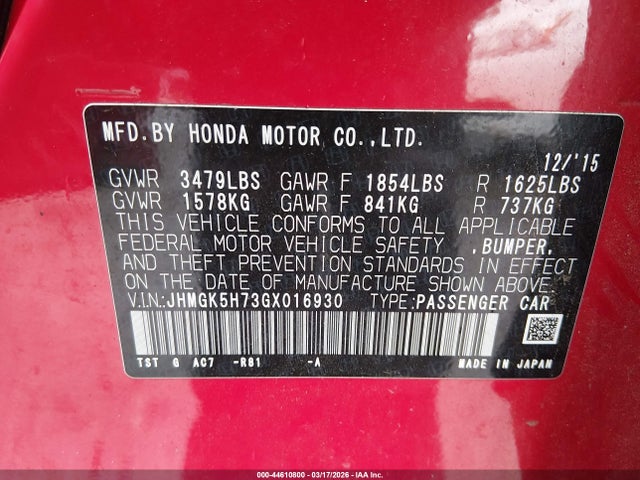 MFD. BY HONDA MOTOR CO., LTD.
12/'15
GVWR 3479LBS GAWR F 1854LBS R 1625LBS
GVWR 1578KG GAWR F 841KG R 737KG
THIS VEHICLE CONFORMS TO ALL APPLICABLE
FEDERAL MOTOR VEHICLE SAFETY ,BUMPER,
AND THEFT PREVENTION STANDARDS IN EFFECT
ON THE DATE OF MANUFACTURE SHOWN ABOVE.
V.I.N:JHMGK5H73GX016930 TYPE:PASSENGER CAR
TST G AC7 -R81 -A MADE IN JAPAN
000-44610800 | 03/17/2026 | IAA Inc.